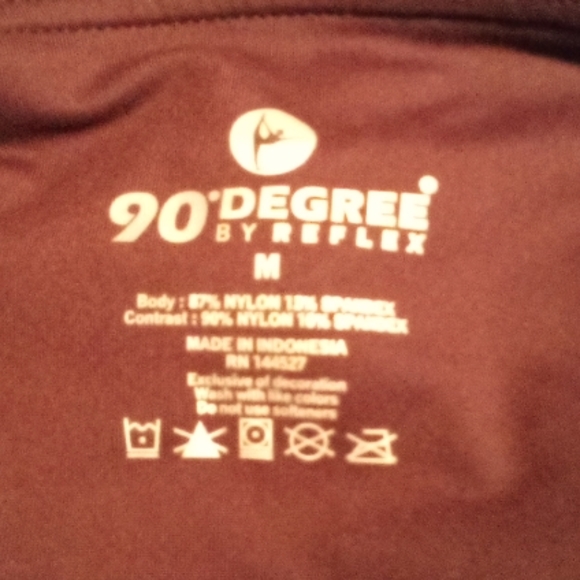 90° DEGREE
BY REFLEX
M
Body : 87% NYLON 13% SPANDEX
Contrast : 90% NYLON 10% SPANDEX
MADE IN INDONESIA
RN 144527
Exclusive of decoration
Wash with like colors
Do not use softeners